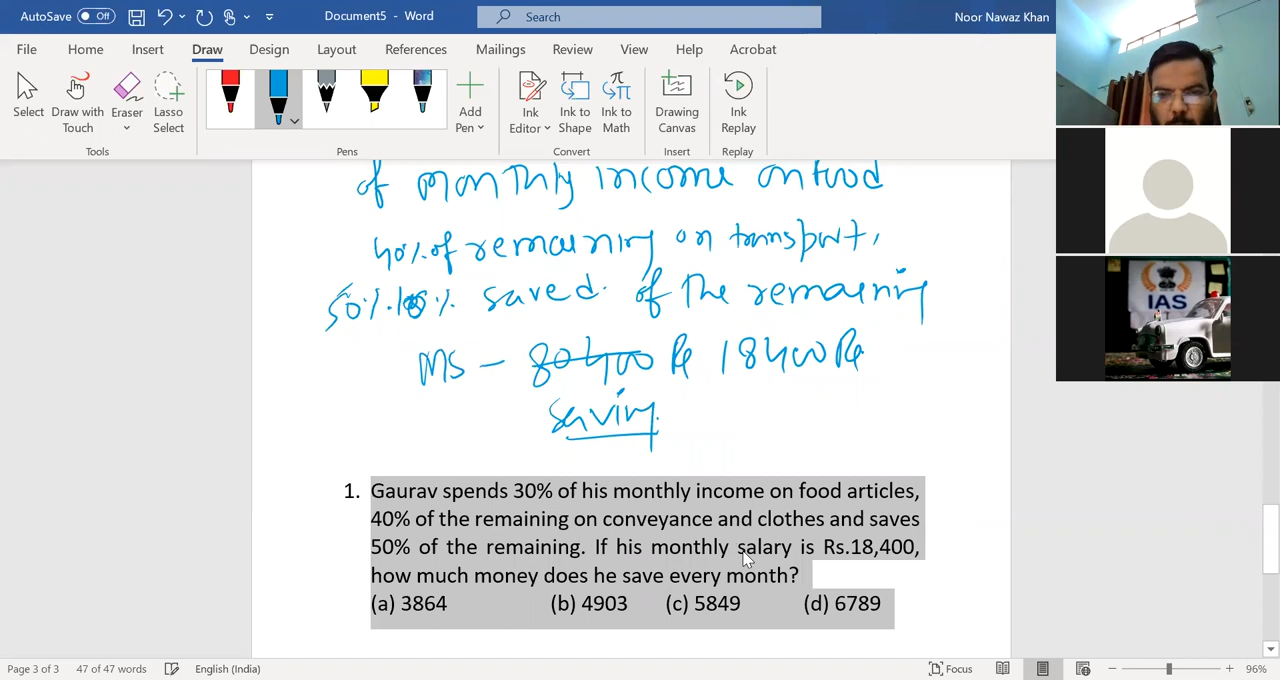 AutoSave Off Document5 - Word Search Noor Nawaz Khan
File Home Insert Draw Design Layout References Mailings Review View Help Acrobat
Select Draw with Touch Eraser Lasso Select Add Pen Ink Editor Ink to Shape Ink to Math Drawing Canvas Ink Replay
Tools Pens Convert Insert Replay
of monthly income on food
40% of remaining on transport,
50% saved. of the remaining
MS - 80400 Re 18400 Re
saving.
1. Gaurav spends 30% of his monthly income on food articles,
40% of the remaining on conveyance and clothes and saves
50% of the remaining. If his monthly salary is Rs.18,400,
how much money does he save every month?
(a) 3864 (b) 4903 (c) 5849 (d) 6789
IAS
Page 3 of 3 47 of 47 words English (India) Focus 96%